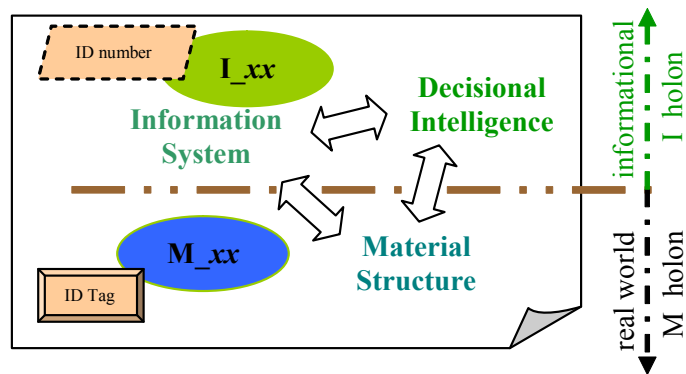 ID number
I_xx
Information
System
Decisional
Intelligence
M_xx
Material
Structure
ID Tag
informational
I holon
real world
M holon